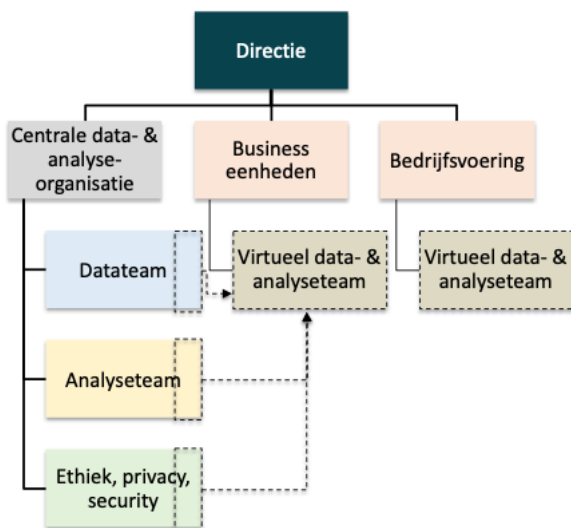 Directie
Centrale data- &
analyse-
organisatie
Business
eenheden
Bedrijfsvoering
Datateam
Virtueel data- &
analyseteam
Virtueel data- &
analyseteam
Analyseteam
Ethiek, privacy,
security